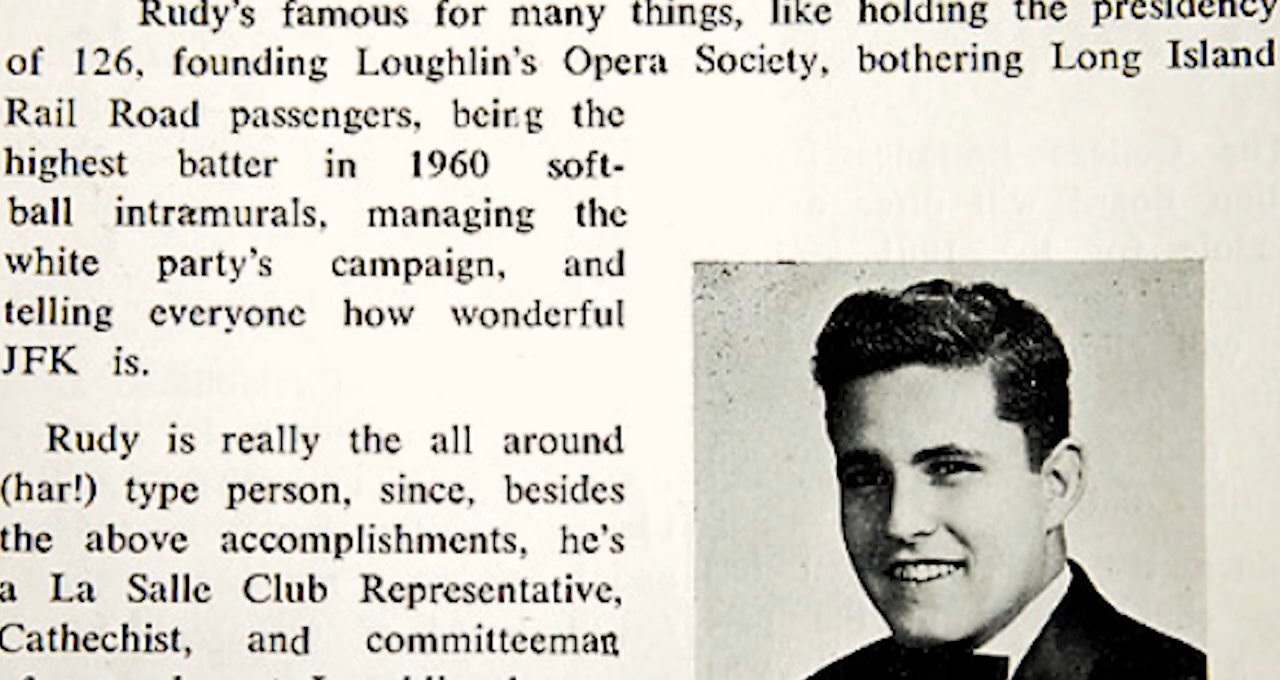 Rudy's famous for many things, like holding the presidency
of 126, founding Loughlin's Opera Society, bothering Long Island
Rail Road passengers, being the
highest batter in 1960 soft-
ball intramurals, managing the
white party's campaign, and
telling everyone how wonderful
JFK is.
Rudy is really the all around
(har!) type person, since, besides
the above accomplishments, he's
a La Salle Club Representative,
Cathechist, and committeeman